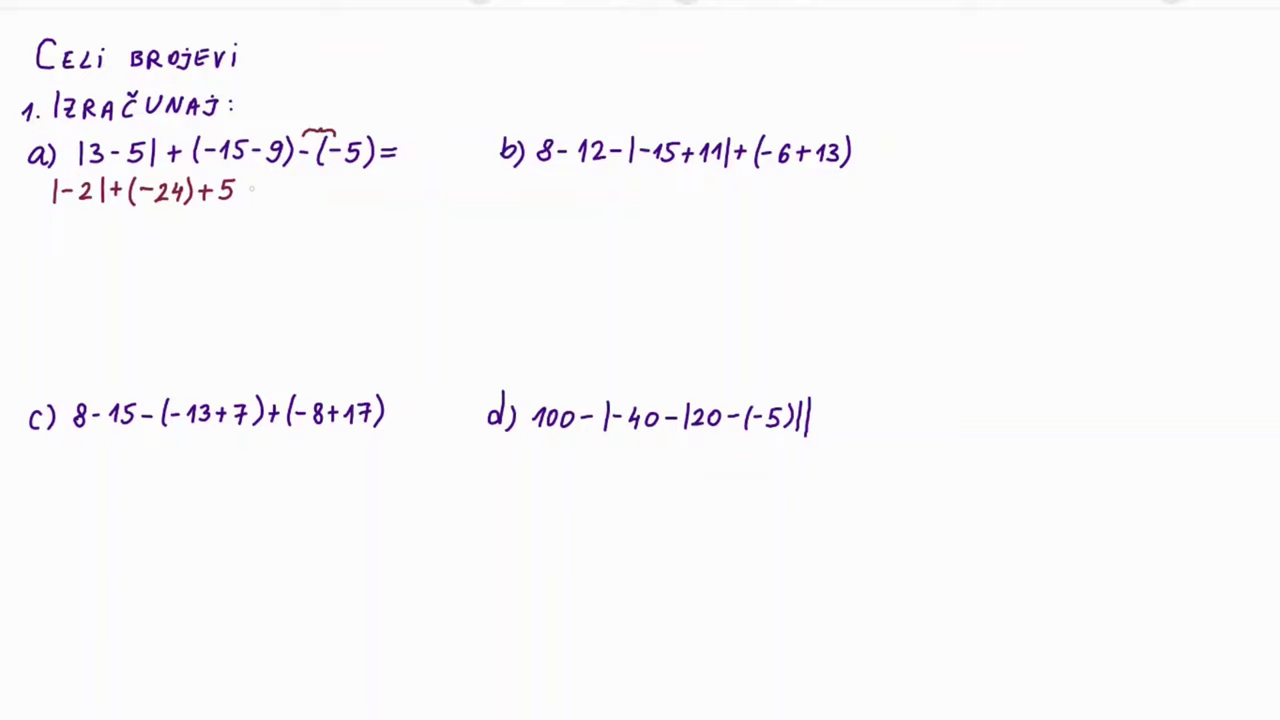 CELI BROJEVI
1. IZRAČUNAJ:
a) |3-5|+(-15-9)-(-5)=
|-2|+(-24)+5
b) 8-12-|-15+11|+(-6+13)
c) 8-15-(-13+7)+(-8+17)
d) 100-|-40-|20-(-5)||